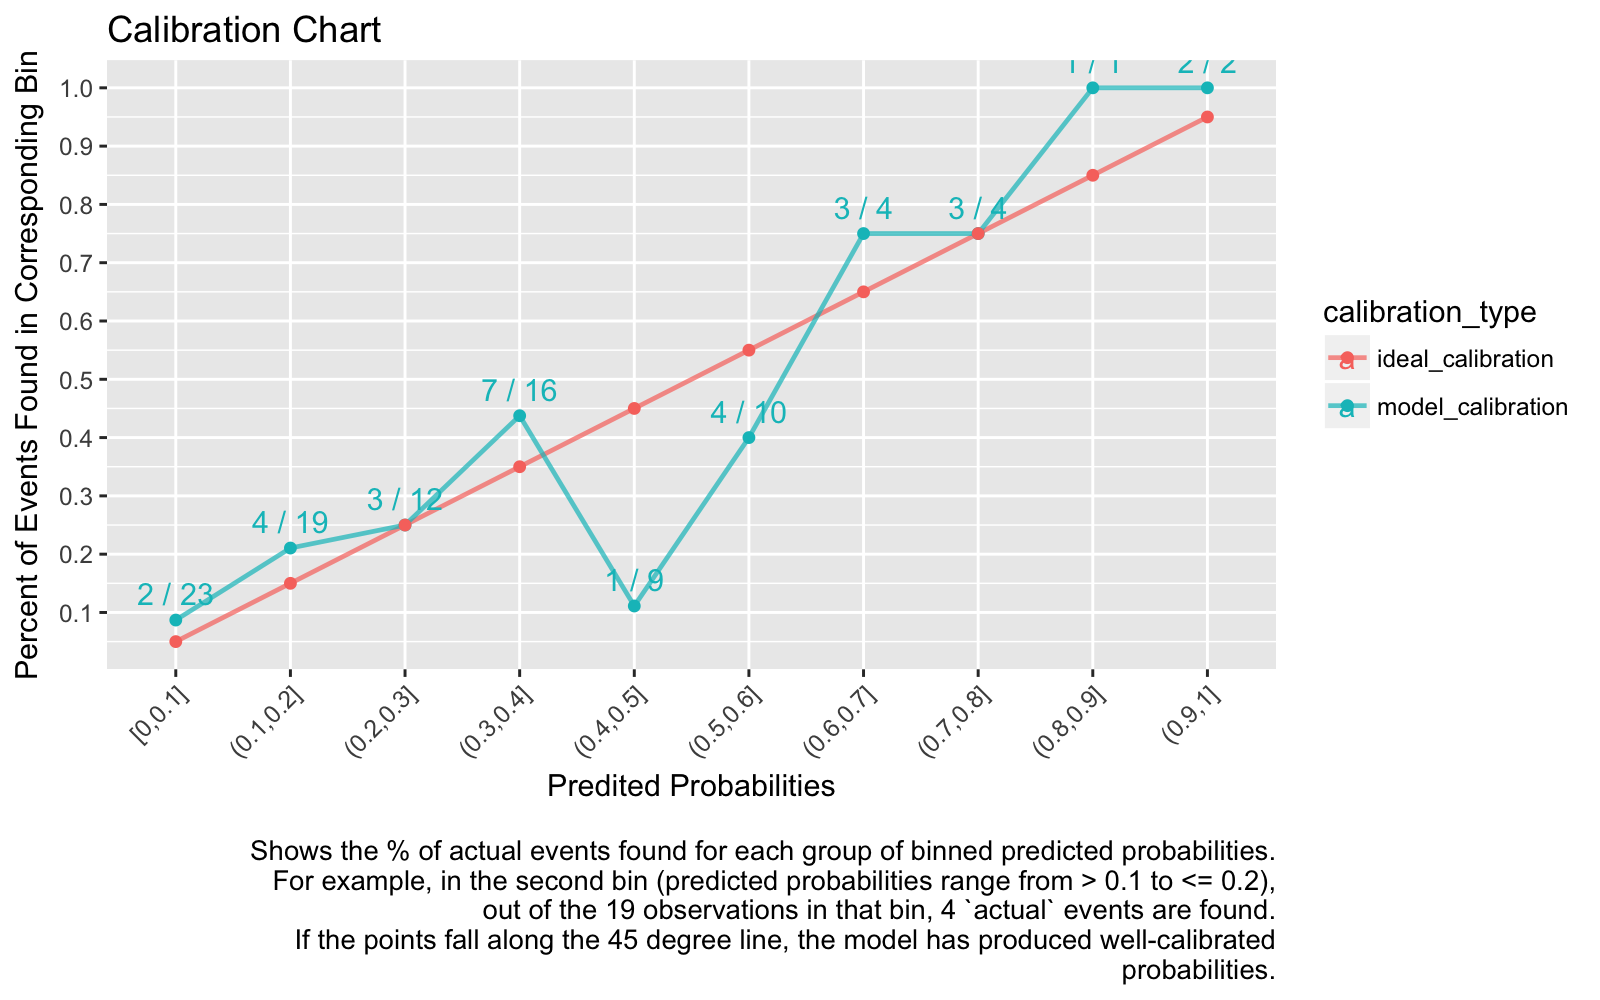 Calibration Chart
Percent of Events Found in Corresponding Bin
1.0
0.9
0.8
0.7
0.6
0.5
0.4
0.3
0.2
0.1
2 / 23
4 / 19
3 / 12
7 / 16
1 / 9
4 / 10
3 / 4
3 / 4
1 / 1
2 / 2
[0,0.1]
(0.1,0.2]
(0.2,0.3]
(0.3,0.4]
(0.4,0.5]
(0.5,0.6]
(0.6,0.7]
(0.7,0.8]
(0.8,0.9]
(0.9,1]
Predited Probabilities
calibration_type
a ideal_calibration
a model_calibration
Shows the % of actual events found for each group of binned predicted probabilities.
For example, in the second bin (predicted probabilities range from > 0.1 to <= 0.2),
out of the 19 observations in that bin, 4 `actual` events are found.
If the points fall along the 45 degree line, the model has produced well-calibrated
probabilities.